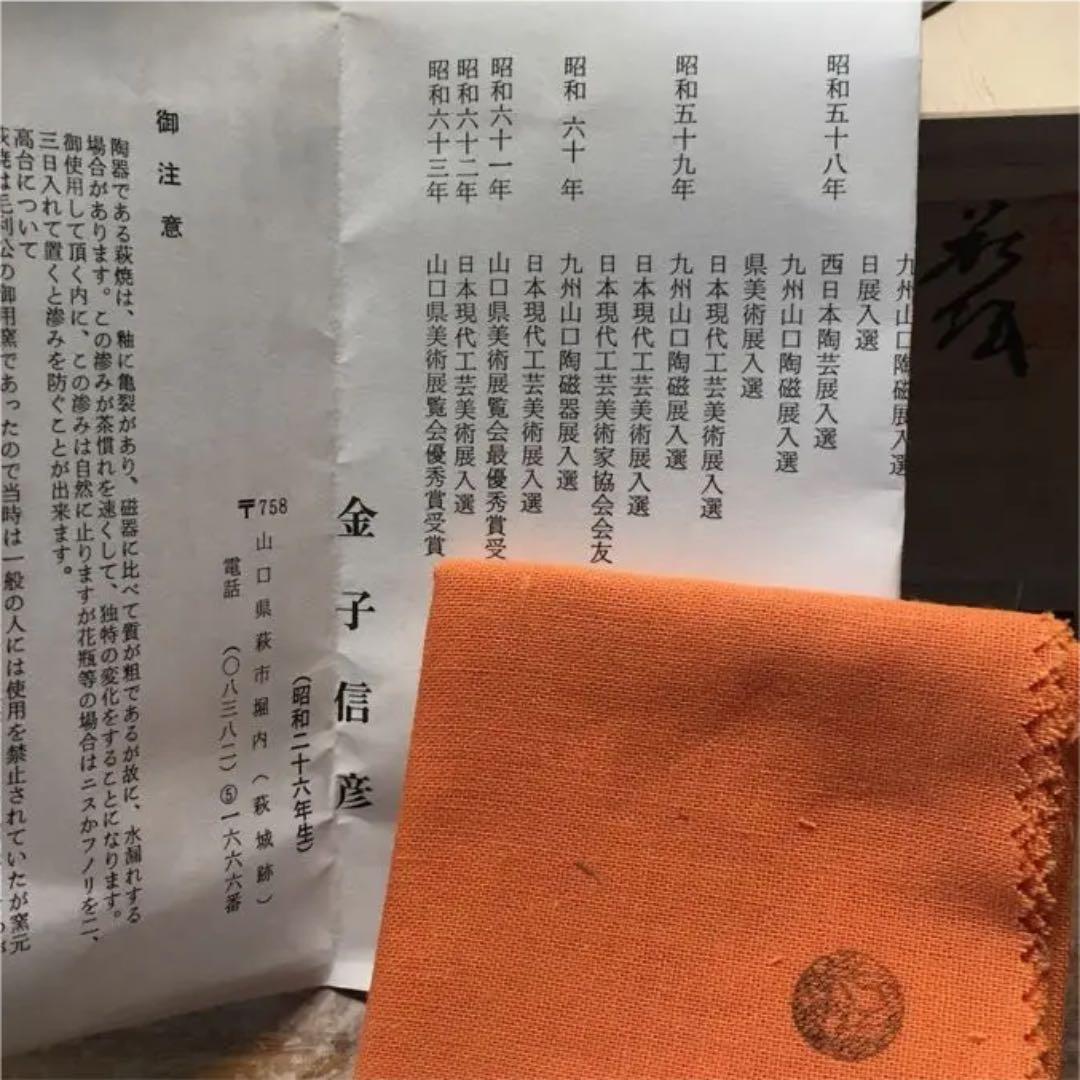 九州山口陶磁展入選
日展入選
昭和五十八年 西日本陶芸展入選
九州山口陶磁展入選
県美術展入選
日本現代工芸美術展入選
昭和五十九年 九州山口陶磁展入選
日本現代工芸美術展入選
日本現代工芸美術家協会会友
昭和 六十 年 九州山口陶磁器展入選
日本現代工芸美術展入選
昭和六十一年 山口県美術展覧会最優秀賞受
昭和六十二年 日本現代工芸美術展入選
昭和六十三年 山口県美術展覧会優秀賞受賞
金子信彦
(昭和二十六年生)
〒758 山口県萩市堀内(萩城跡)
電話 (〇八三八二)⑤一六六六番
御注意
陶器である萩焼は、釉に亀裂があり、磁器に比べて質が粗であるが故に、水漏れする
場合があります。この滲みが茶慣れを速くして、独特の変化をすることになります。
御使用して頂く内に、この滲みは自然に止りますが花瓶等の場合はニスかフノリを二、
三日入れて置くと滲みを防ぐことが出来ます。
高台について
萩焼は毛利公の御用窯であったので当時は一般の人には使用を禁止されていたが窯元